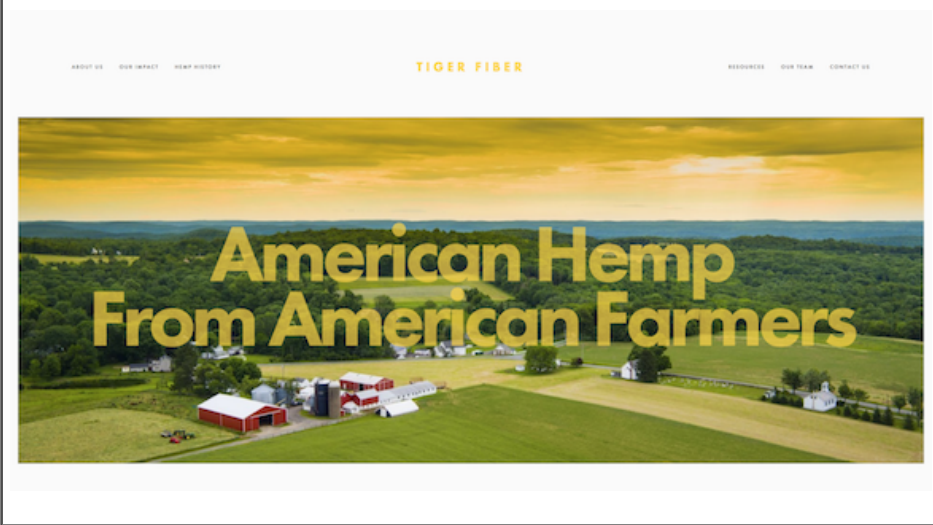 ABOUT US OUR IMPACT HEMP HISTORY TIGER FIBER RESOURCES OUR TEAM CONTACT US
American Hemp
From American Farmers